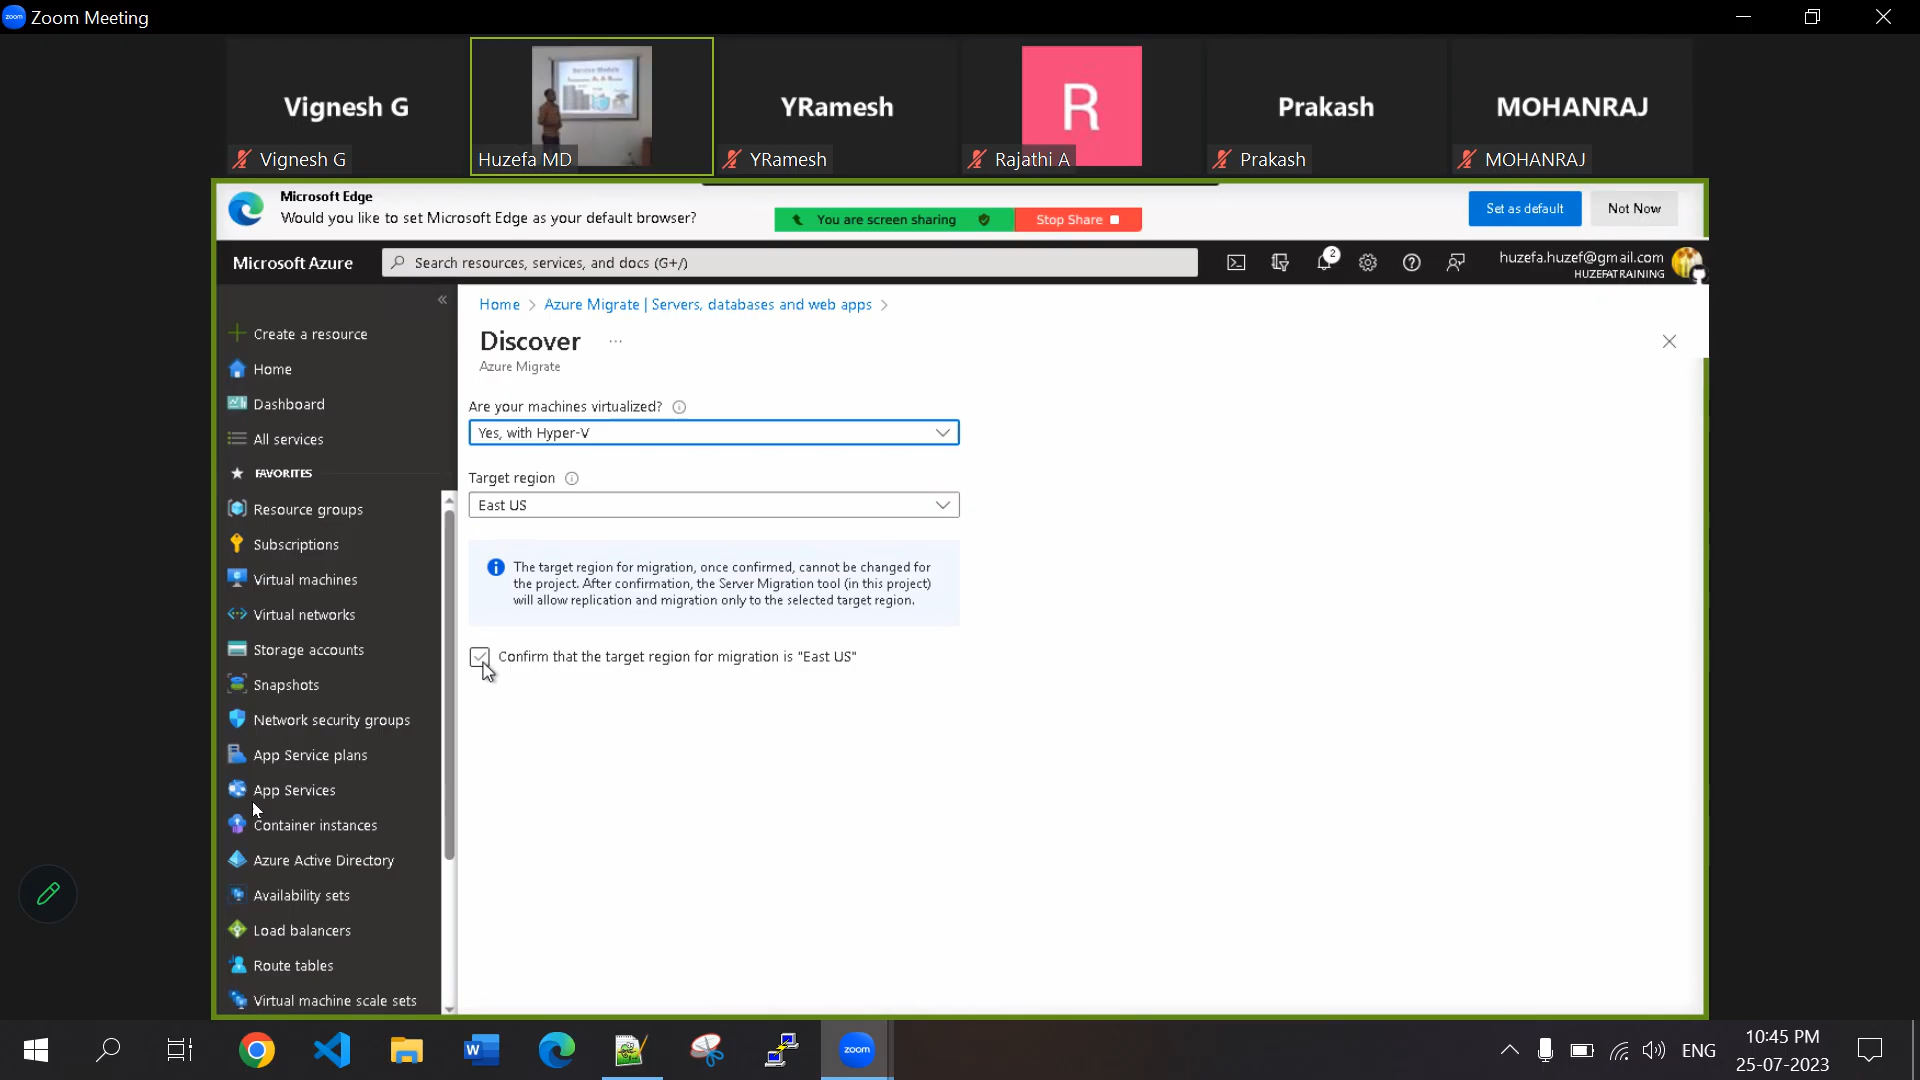 zoom Zoom Meeting
Vignesh G
YRamesh
R
Prakash
MOHANRAJ
Vignesh G
Huzefa MD
YRamesh
Rajathi A
Prakash
MOHANRAJ
Service Models
Microsoft Edge
Would you like to set Microsoft Edge as your default browser?
You are screen sharing
Stop Share
Set as default
Not Now
Microsoft Azure
Search resources, services, and docs (G+/)
2
huzefa.huzef@gmail.com
HUZEFATRAINING
Home > Azure Migrate | Servers, databases and web apps >
Discover ...
Azure Migrate
Create a resource
Home
Dashboard
All services
FAVORITES
Resource groups
Subscriptions
Virtual machines
Virtual networks
Storage accounts
Snapshots
Network security groups
App Service plans
App Services
Container instances
Azure Active Directory
Availability sets
Load balancers
Route tables
Virtual machine scale sets
Are your machines virtualized?
Yes, with Hyper-V
Target region
East US
The target region for migration, once confirmed, cannot be changed for
the project. After confirmation, the Server Migration tool (in this project)
will allow replication and migration only to the selected target region.
Confirm that the target region for migration is "East US"
W
zoom
ENG
10:45 PM
25-07-2023